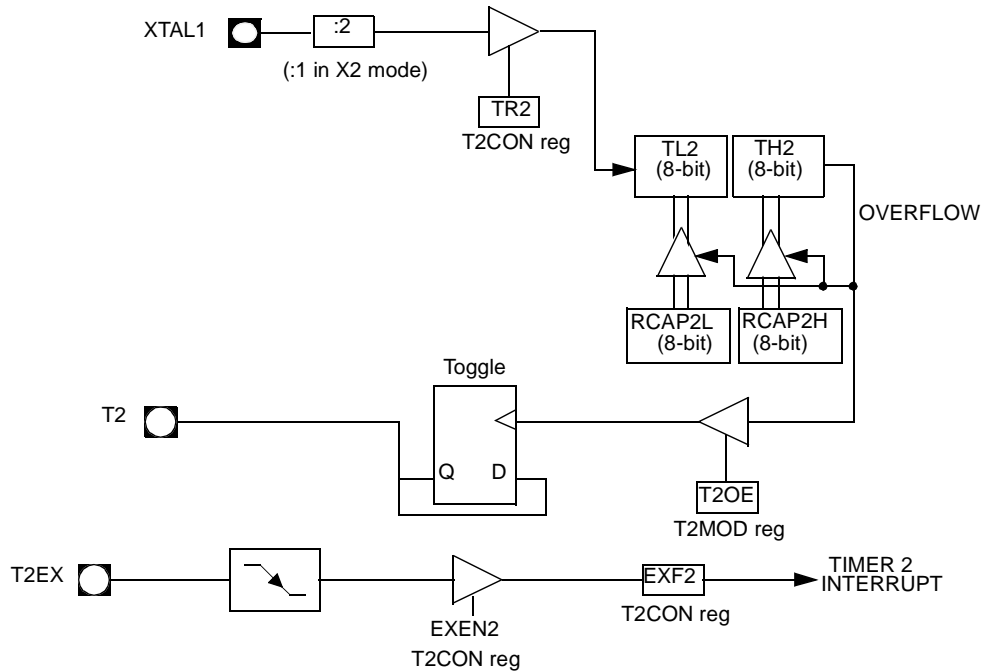 XTAL1
:2
(:1 in X2 mode)
TR2
T2CON reg
TL2
(8-bit)
TH2
(8-bit)
OVERFLOW
RCAP2L
(8-bit)
RCAP2H
(8-bit)
Toggle
T2
Q
D
T2OE
T2MOD reg
T2EX
EXEN2
T2CON reg
EXF2
T2CON reg
TIMER 2
INTERRUPT